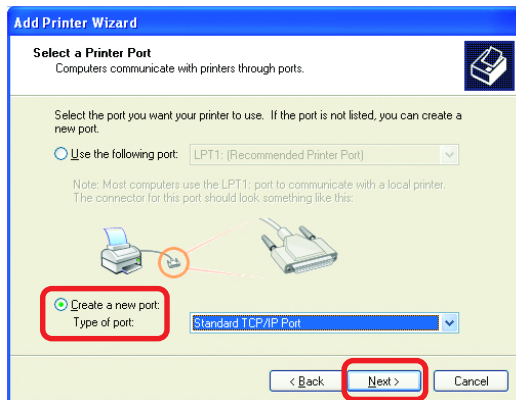 Add Printer Wizard
Select a Printer Port
Computers communicate with printers through ports.
Select the port you want your printer to use. If the port is not listed, you can create a
new port.
Use the following port: LPT1: (Recommended Printer Port)
Note: Most computers use the LPT1: port to communicate with a local printer.
The connector for this port should look something like this:
Create a new port:
Type of port: Standard TCP/IP Port
< Back Next > Cancel